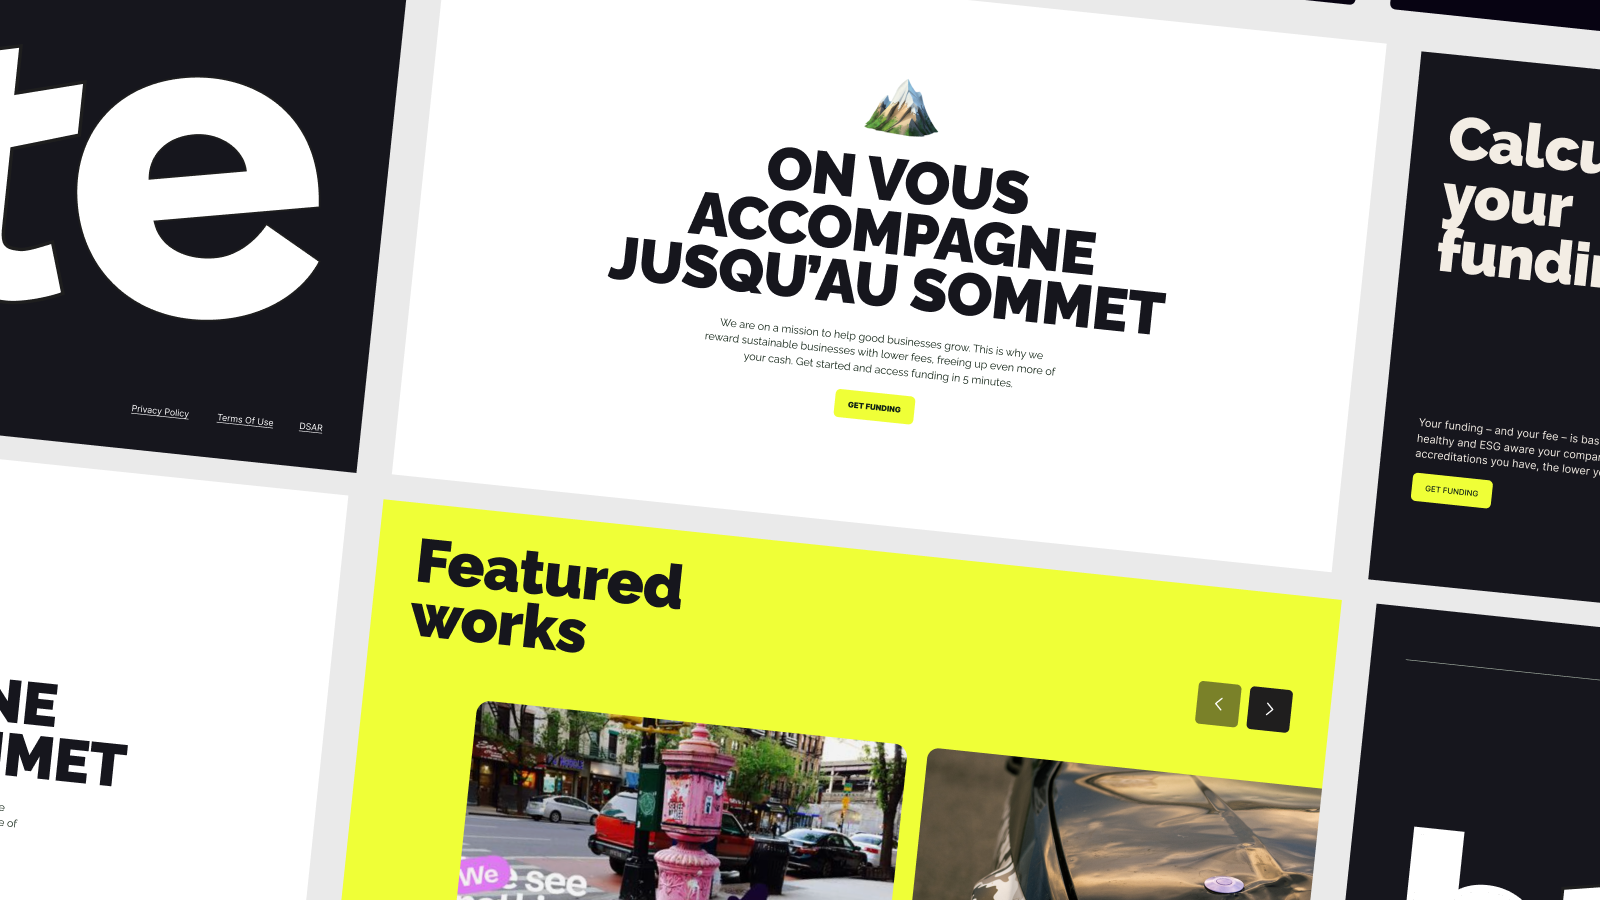 te
Privacy Policy
Terms Of Use
DSAR
ON VOUS
ACCOMPAGNE
JUSQU’AU SOMMET
We are on a mission to help good businesses grow. This is why we
reward sustainable businesses with lower fees, freeing up even more of
your cash. Get started and access funding in 5 minutes.
GET FUNDING
Calcu
your
fundin
Your funding – and your fee – is bas
healthy and ESG aware your compan
accreditations you have, the lower yo
GET FUNDING
NE
MMET
e
e of
Featured
works
We see